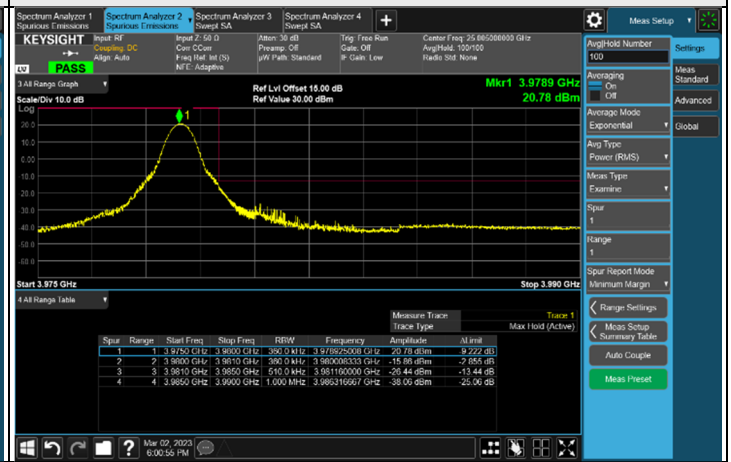 Spectrum Analyzer 1
Spurious Emissions
Spectrum Analyzer 2
Spurious Emissions
Spectrum Analyzer 3
Swept SA
Spectrum Analyzer 4
Swept SA
Meas Setup
KEYSIGHT
Input: RF
Coupling: DC
Align: Auto
Input Z: 50 Ω
Corr CCorr
Freq Ref: Int (S)
NFE: Adaptive
Atten: 30 dB
Preamp: Off
µW Path: Standard
Trig: Free Run
Gate: Off
IF Gain: Low
Center Freq: 25.005000000 GHz
Avg|Hold: 100/100
Radio Std: None
PASS
3 All Range Graph
Scale/Div 10.0 dB
Ref Lvl Offset 15.00 dB
Ref Value 30.00 dBm
Mkr1 3.9789 GHz
20.78 dBm
Log
1
20.0
10.0
0.00
-10.0
-20.0
-30.0
-40.0
-50.0
-60.0
Start 3.975 GHz
Stop 3.990 GHz
4 All Range Table
Measure Trace Trace 1
Trace Type Max Hold (Active)
Spur Range Start Freq Stop Freq RBW Frequency Amplitude ΔLimit
1 1 3.9750 GHz 3.9800 GHz 360.0 kHz 3.978925008 GHz 20.78 dBm -9.222 dB
2 2 3.9800 GHz 3.9810 GHz 360.0 kHz 3.980008333 GHz -15.86 dBm -2.855 dB
3 3 3.9810 GHz 3.9850 GHz 510.0 kHz 3.981160000 GHz -26.44 dBm -13.44 dB
4 4 3.9850 GHz 3.9900 GHz 1.000 MHz 3.986316667 GHz -38.06 dBm -25.06 dB
Mar 02, 2023
6:00:55 PM
Avg|Hold Number
100
Averaging
On
Off
Average Mode
Exponential
Avg Type
Power (RMS)
Meas Type
Examine
Spur
1
Range
1
Spur Report Mode
Minimum Margin
Range Settings
Meas Setup
Summary Table
Auto Couple
Meas Preset
Settings
Meas
Standard
Advanced
Global